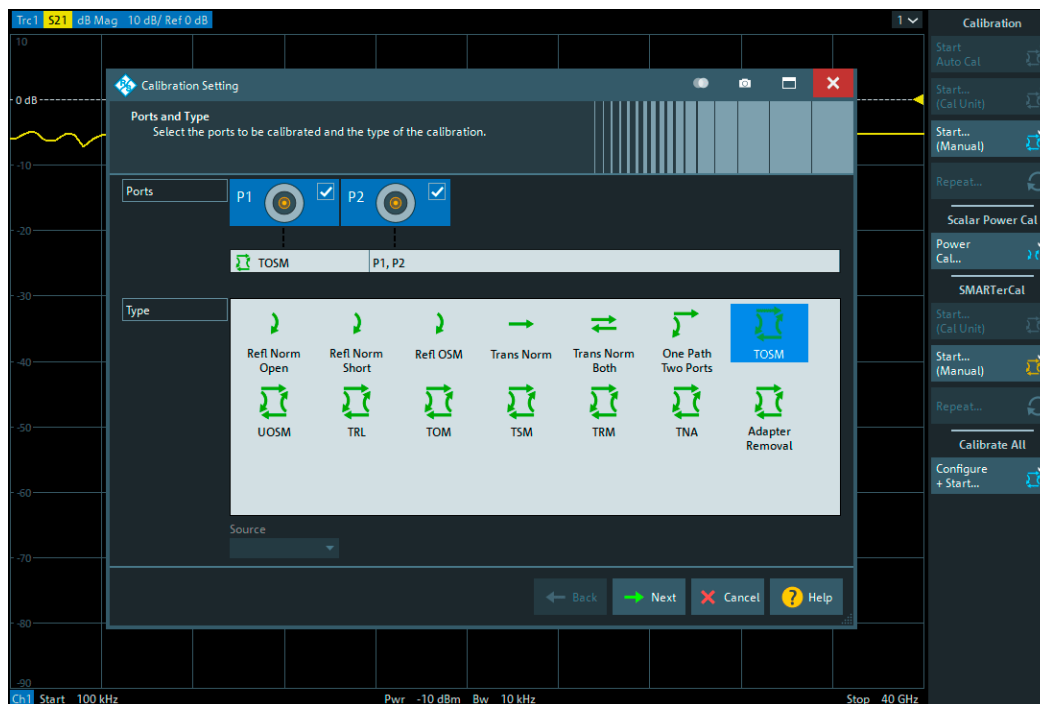 Trc1 S21 dB Mag 10 dB/ Ref 0 dB
1
10
0 dB
-10
-20
-30
-40
-50
-60
-70
-80
-90
Calibration Setting
Ports and Type
Select the ports to be calibrated and the type of the calibration.
Ports
P1
P2
TOSM
P1, P2
Type
Refl Norm
Open
Refl Norm
Short
Refl OSM
Trans Norm
Trans Norm
Both
One Path
Two Ports
TOSM
UOSM
TRL
TOM
TSM
TRM
TNA
Adapter
Removal
Source
Back
Next
Cancel
? Help
Ch1 Start 100 kHz
Pwr -10 dBm Bw 10 kHz
Stop 40 GHz
Calibration
Start
Auto Cal
Start...
(Cal Unit)
Start...
(Manual)
Repeat...
Scalar Power Cal
Power
Cal...
SMARTerCal
Start...
(Cal Unit)
Start...
(Manual)
Repeat...
Calibrate All
Configure
+ Start...